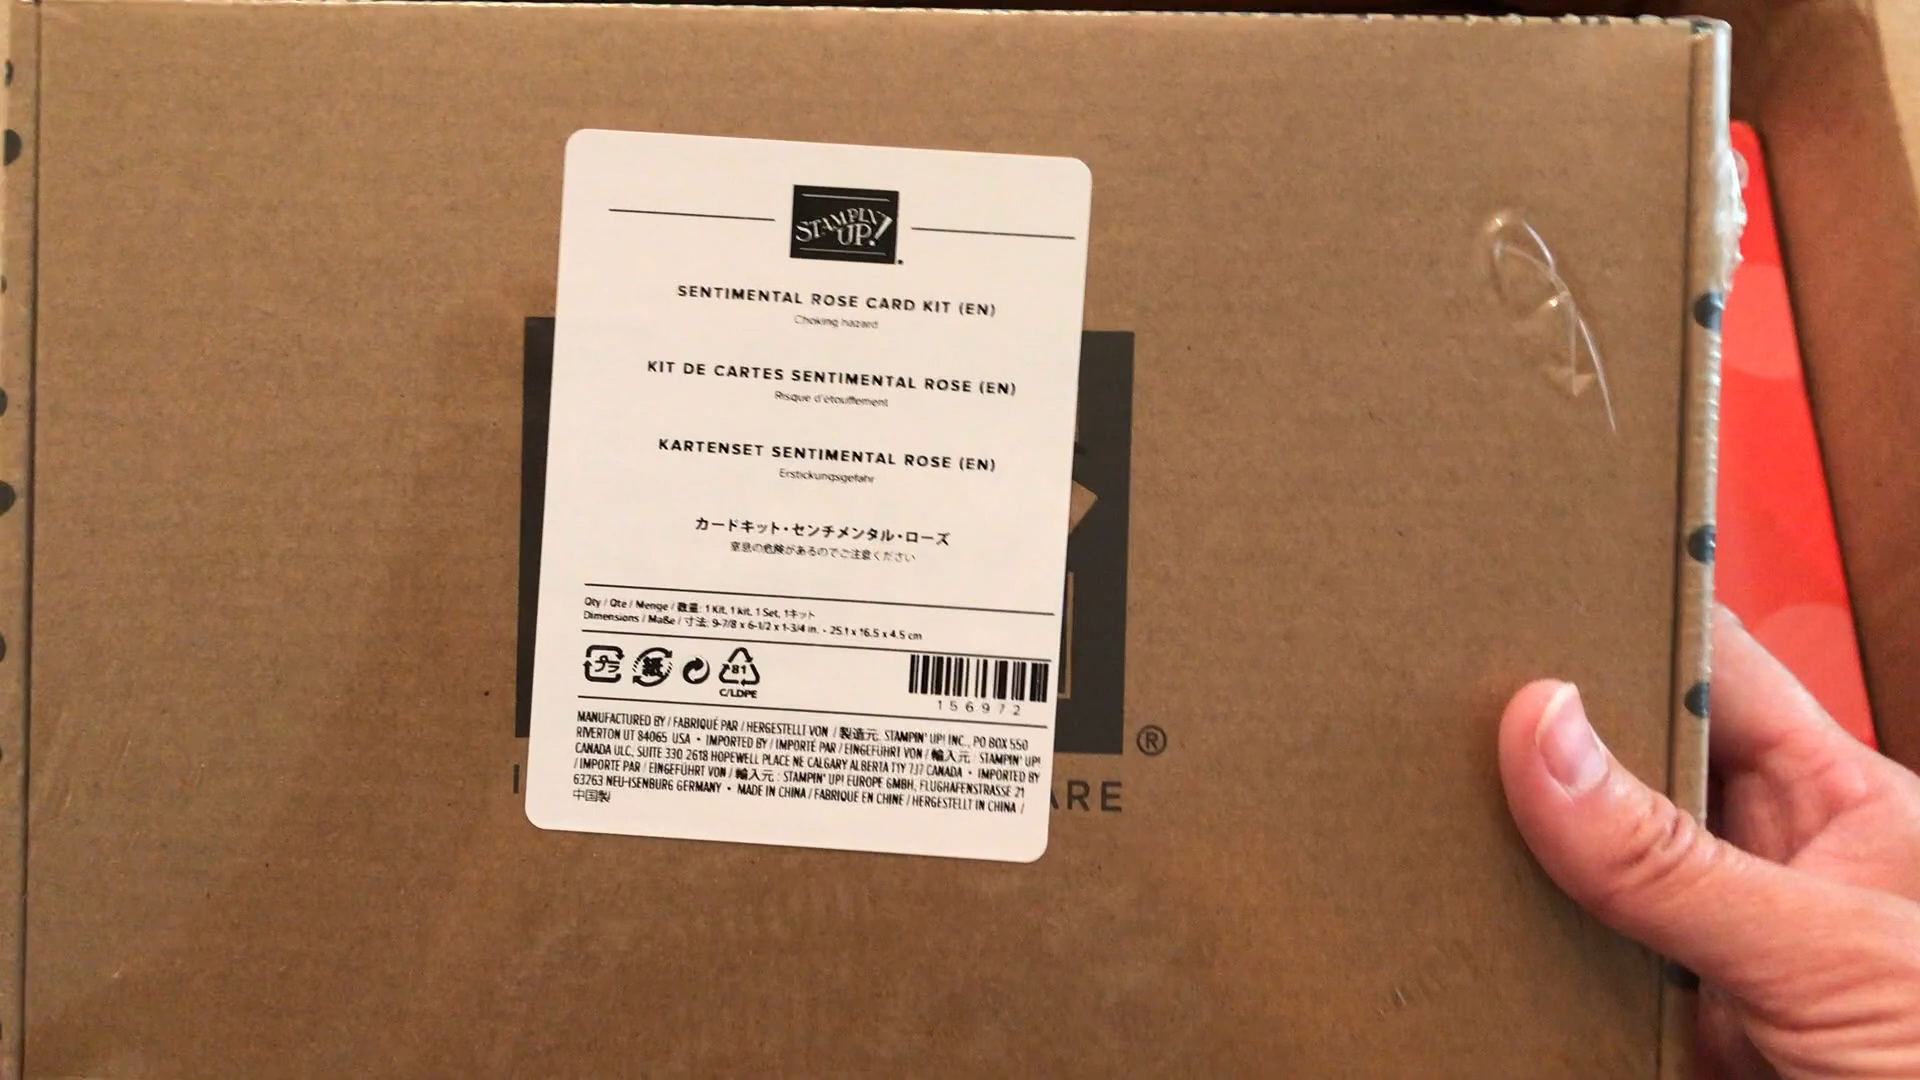 STAMPIN' UP!
SENTIMENTAL ROSE CARD KIT (EN)
Choking hazard
KIT DE CARTES SENTIMENTAL ROSE (EN)
Risque d'étouffement
KARTENSET SENTIMENTAL ROSE (EN)
Erstickungsgefahr
カードキット・センチメンタル・ローズ
窒息の危険があるのでご注意ください
Qty / Qte / Menge / 数量: 1 Kit, 1 kit, 1 Set, 1キット
Dimensions / Maße / 寸法: 9-7/8 x 6-1/2 x 1-3/4 in. - 25.1 x 16.5 x 4.5 cm
プラ 紙 81
C/LDPE
156972
MANUFACTURED BY / FABRIQUÉ PAR / HERGESTELLT VON / 製造元: STAMPIN' UP! INC., PO BOX 550
RIVERTON UT 84065 USA • IMPORTED BY / IMPORTÉ PAR / EINGEFÜHRT VON / 輸入元 : STAMPIN' UP!
CANADA ULC, SUITE 330 2618 HOPEWELL PLACE NE CALGARY ALBERTA T1Y 7J7 CANADA • IMPORTED BY
/ IMPORTÉ PAR / EINGEFÜHRT VON / 輸入元 : STAMPIN' UP! EUROPE GMBH, FLUGHAFENSTRASSE 21
63263 NEU-ISENBURG GERMANY • MADE IN CHINA / FABRIQUÉ EN CHINE / HERGESTELLT IN CHINA /
中国製
®